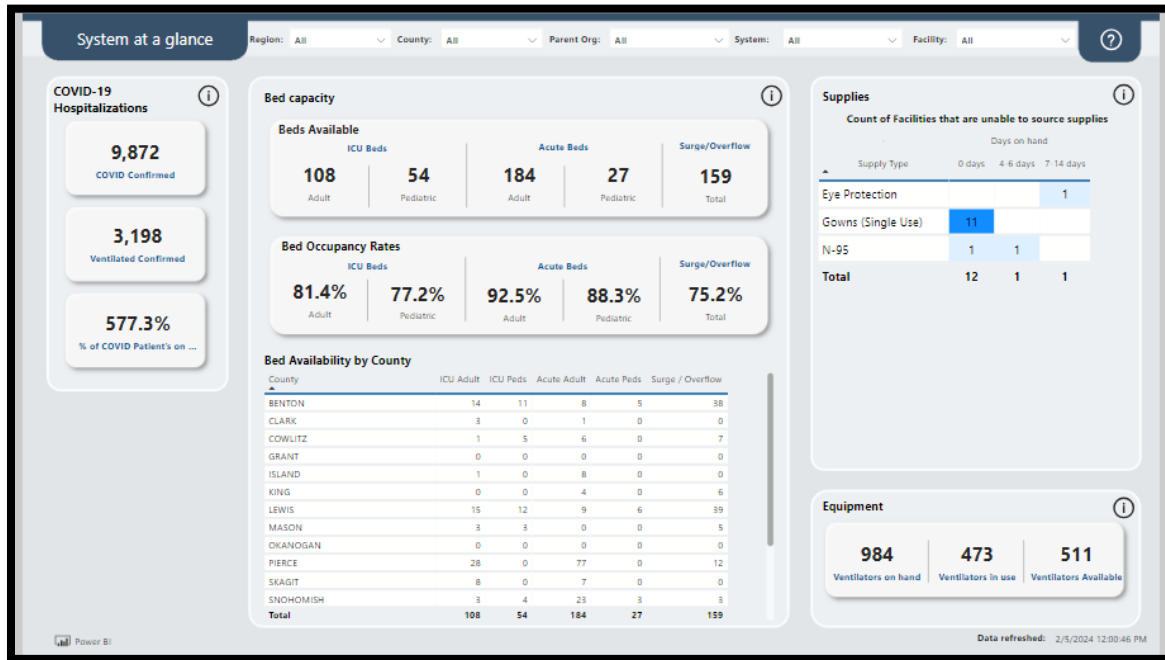 System at a glance
Region: All County: All Parent Org: All System: All Facility: All
COVID-19
Hospitalizations
9,872
COVID Confirmed
3,198
Ventilated Confirmed
577.3%
% of COVID Patient's on ...
Bed capacity
Beds Available
ICU Beds Acute Beds Surge/Overflow
108 54 184 27 159
Adult Pediatric Adult Pediatric Total
Bed Occupancy Rates
ICU Beds Acute Beds Surge/Overflow
81.4% 77.2% 92.5% 88.3% 75.2%
Adult Pediatric Adult Pediatric Total
Bed Availability by County
County ICU Adult ICU Peds Acute Adult Acute Peds Surge / Overflow
BENTON 14 11 8 5 38
CLARK 3 0 1 0 0
COWLITZ 1 5 6 0 7
GRANT 0 0 0 0 0
ISLAND 1 0 8 0 0
KING 0 0 4 0 6
LEWIS 15 12 9 6 39
MASON 3 3 0 0 5
OKANOGAN 0 0 0 0 0
PIERCE 28 0 77 0 12
SKAGIT 8 0 7 0 0
SNOHOMISH 3 4 23 3 3
Total 108 54 184 27 159
Supplies
Count of Facilities that are unable to source supplies
Days on hand
Supply Type 0 days 4-6 days 7-14 days
Eye Protection 1
Gowns (Single Use) 11
N-95 1 1
Total 12 1 1
Equipment
984 473 511
Ventilators on hand Ventilators in use Ventilators Available
Power BI
Data refreshed: 2/5/2024 12:00:46 PM